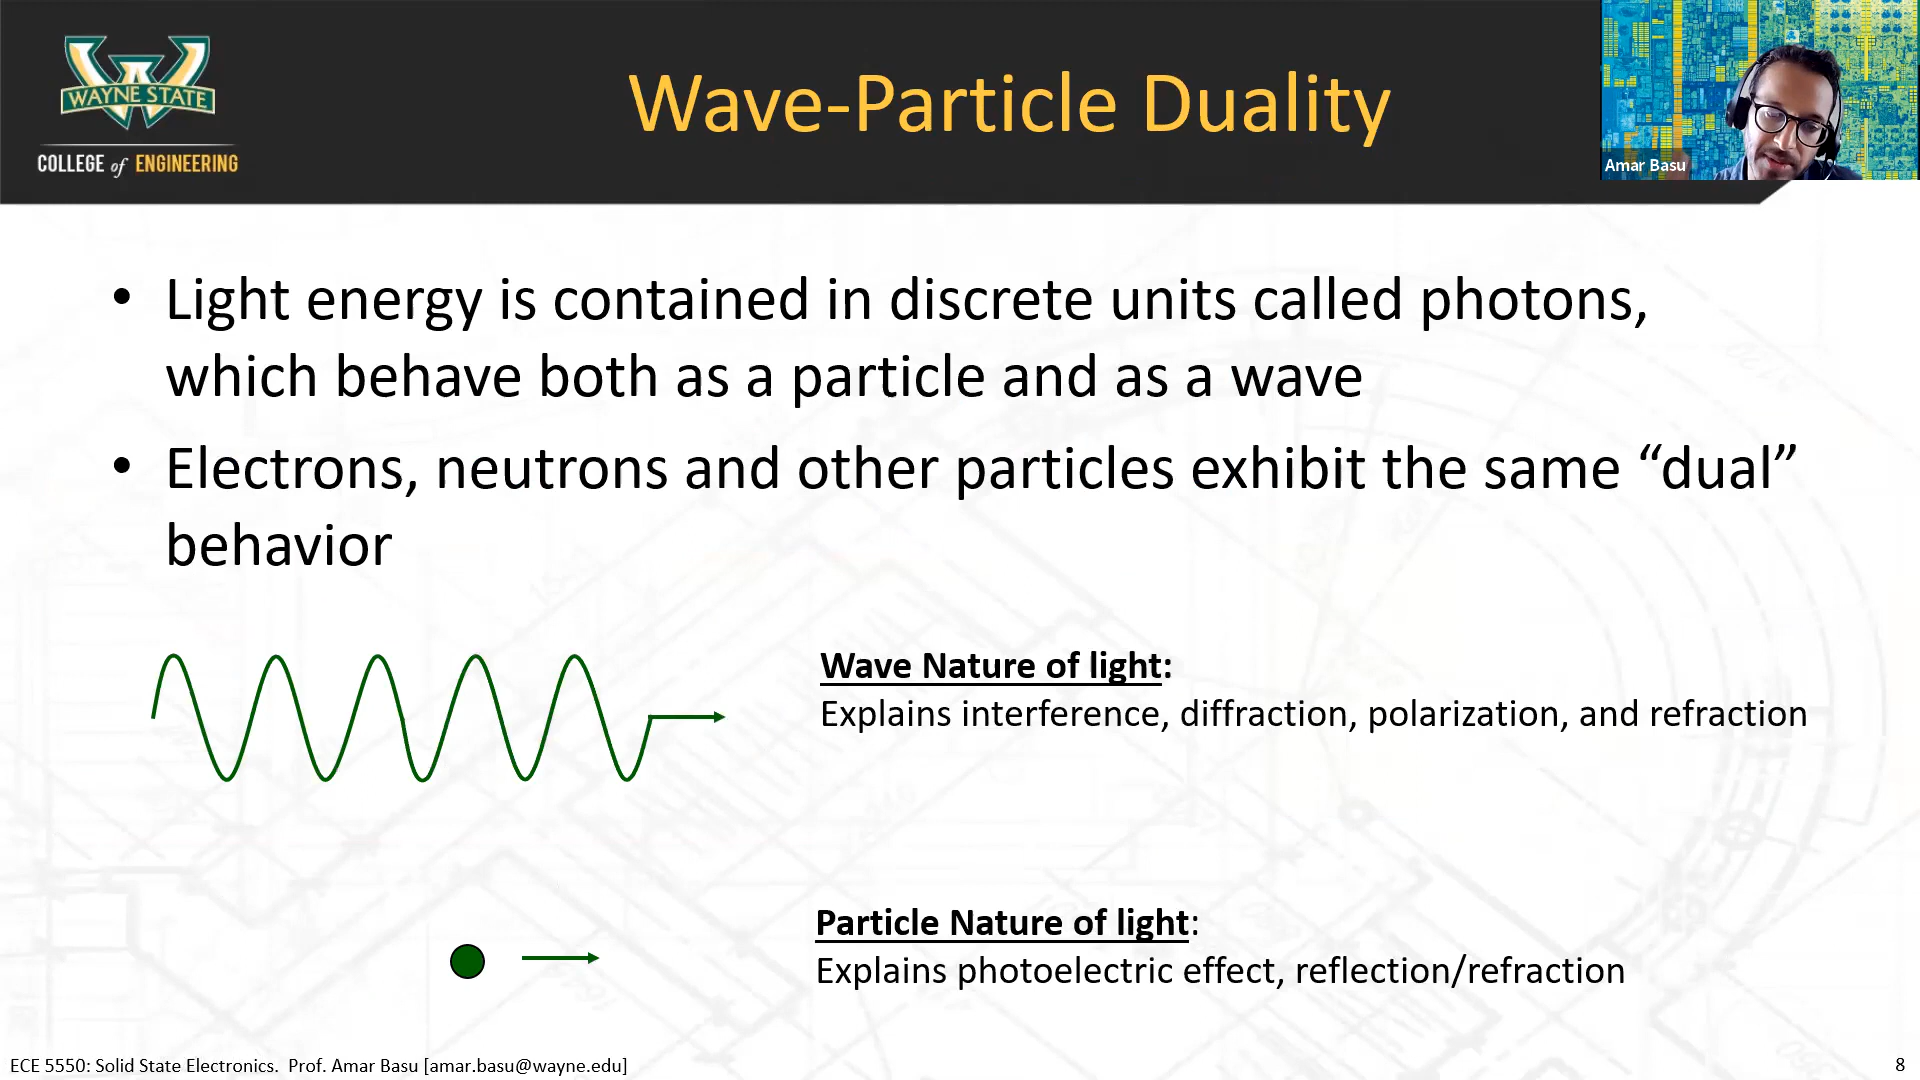 WAYNE STATE
COLLEGE of ENGINEERING
Wave-Particle Duality
Amar Basu
• Light energy is contained in discrete units called photons,
which behave both as a particle and as a wave
• Electrons, neutrons and other particles exhibit the same “dual”
behavior
Wave Nature of light:
Explains interference, diffraction, polarization, and refraction
Particle Nature of light:
Explains photoelectric effect, reflection/refraction
ECE 5550: Solid State Electronics. Prof. Amar Basu [amar.basu@wayne.edu]
8